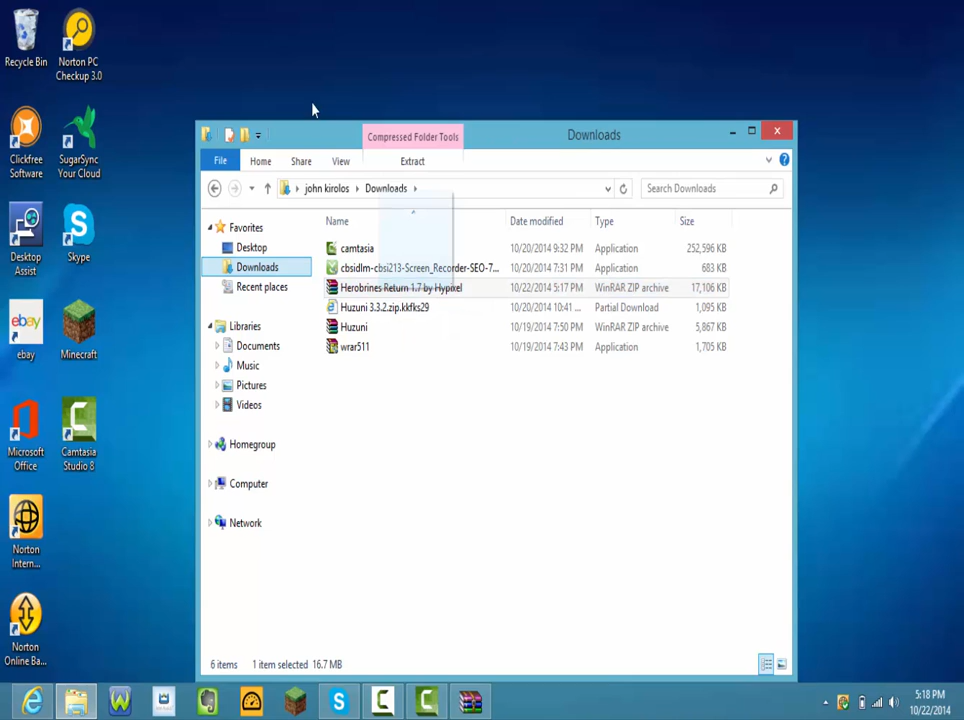 Recycle Bin
Norton PC
Checkup 3.0
Clickfree
Software
SugarSync
Your Cloud
Desktop
Assist
Skype
ebay
Minecraft
Microsoft
Office
Camtasia
Studio 8
Norton
Intern...
Norton
Online Ba...
Compressed Folder Tools
Downloads
File
Home
Share
View
Extract
john kirolos
Downloads
Search Downloads
Name
Date modified
Type
Size
Favorites
Desktop
Downloads
Recent places
Libraries
Documents
Music
Pictures
Videos
Homegroup
Computer
Network
camtasia 10/20/2014 9:32 PM Application 252,596 KB
cbsidlm-cbsi213-Screen_Recorder-SEO-7... 10/20/2014 7:31 PM Application 683 KB
Herobrines Return 1.7 by Hypixel 10/22/2014 5:17 PM WinRAR ZIP archive 17,106 KB
Huzuni 3.3.2.zip.kkfks29 10/20/2014 10:41 ... Partial Download 1,095 KB
Huzuni 10/19/2014 7:50 PM WinRAR ZIP archive 5,867 KB
wrar511 10/19/2014 7:43 PM Application 1,705 KB
6 items 1 item selected 16.7 MB
5:18 PM
10/22/2014